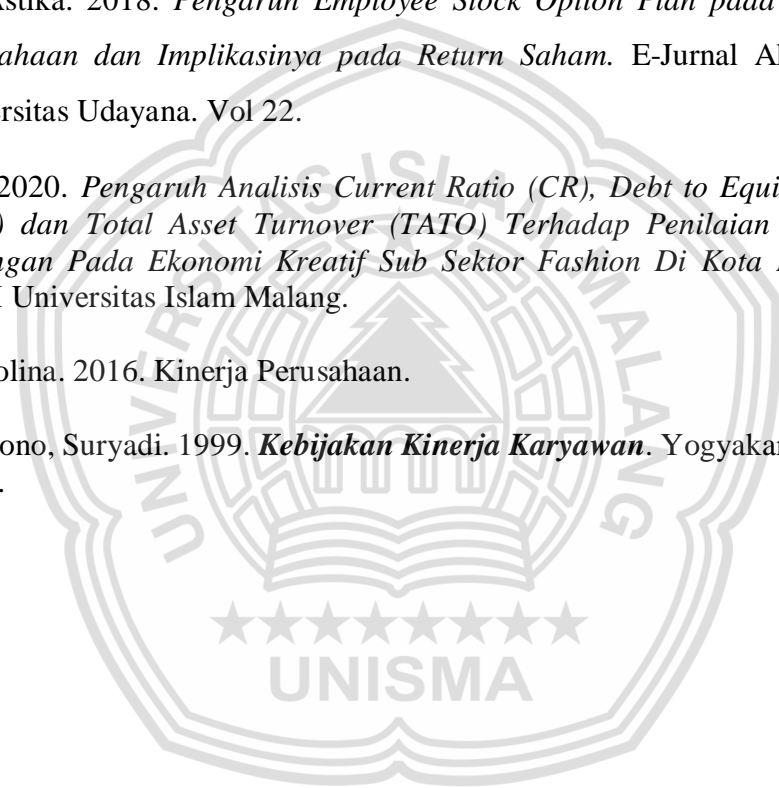 Astika. 2018. Pengaruh Employee Stock Option Plan pada
ahaan dan Implikasinya pada Return Saham. E-Jurnal Al
ersitas Udayana. Vol 22.
2020. Pengaruh Analisis Current Ratio (CR), Debt to Equi
) dan Total Asset Turnover (TATO) Terhadap Penilaian
ngan Pada Ekonomi Kreatif Sub Sektor Fashion Di Kota
Universitas Islam Malang.
olina. 2016. Kinerja Perusahaan.
ono, Suryadi. 1999. Kebijakan Kinerja Karyawan. Yogyakar
UNIVERSITAS ISLAM MALANG
UNISMA